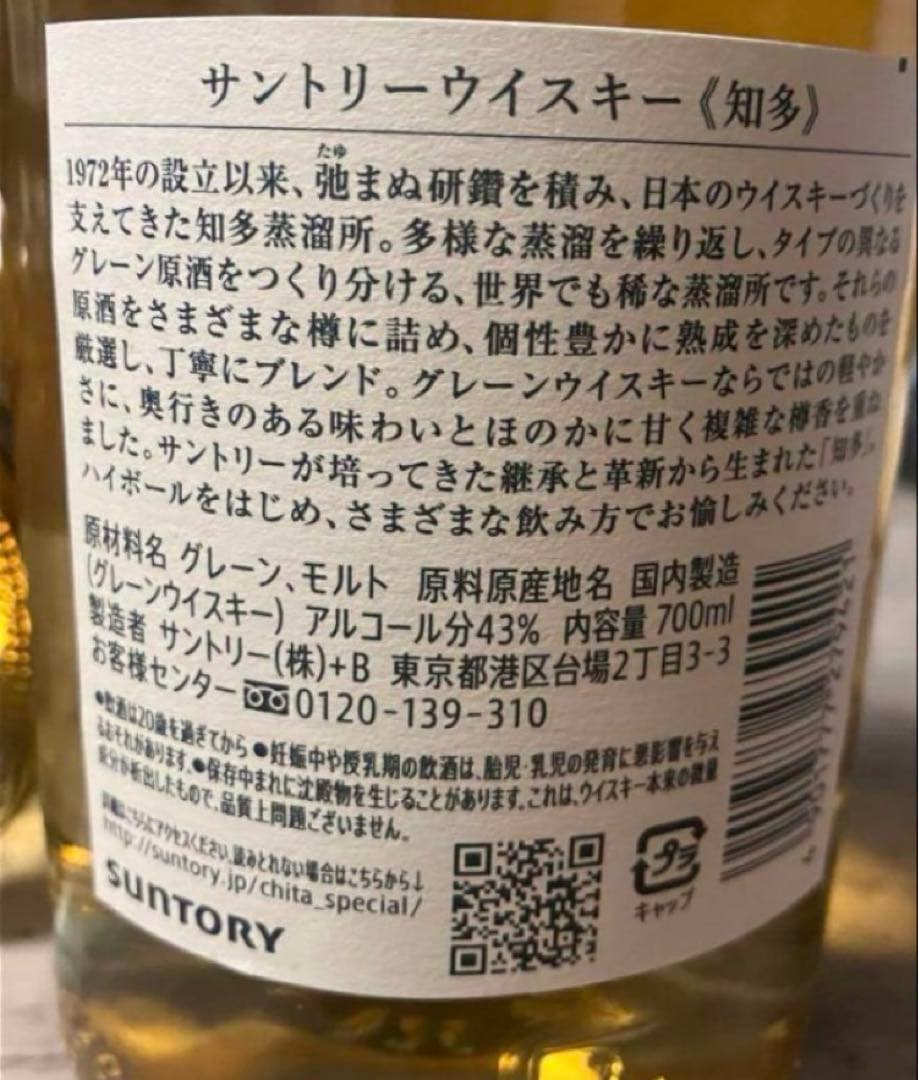 サントリーウイスキー《知多》
たゆ
1972年の設立以来、弛まぬ研鑽を積み、日本のウイスキーづくりを
支えてきた知多蒸溜所。多様な蒸溜を繰り返し、タイプの異なる
グレーン原酒をつくり分ける、世界でも稀な蒸溜所です。それらの
原酒をさまざまな樽に詰め、個性豊かに熟成を深めたものを
厳選し、丁寧にブレンド。グレーンウイスキーならではの軽やか
さに、奥行きのある味わいとほのかに甘く複雑な樽香を重ね
ました。サントリーが培ってきた継承と革新から生まれた「知多」。
ハイボールをはじめ、さまざまな飲み方でお愉しみください。
原材料名 グレーン、モルト 原料原産地名 国内製造
(グレーンウイスキー) アルコール分43% 内容量 700ml
製造者 サントリー(株)+B 東京都港区台場2丁目3-3
お客様センター 0120-139-310
●飲酒は20歳を過ぎてから ●妊娠中や授乳期の飲酒は、胎児・乳児の発育に悪影響を与え
るおそれがあります。●保存中まれに沈殿物を生じることがあります。これは、ウイスキー本来の微量
成分が析出したもので、品質上問題ございません。
詳細はこちらにアクセスください。読みとれない場合はこちらから↓
http://suntory.jp/chita_special/
SUNTORY
プラ
キャップ